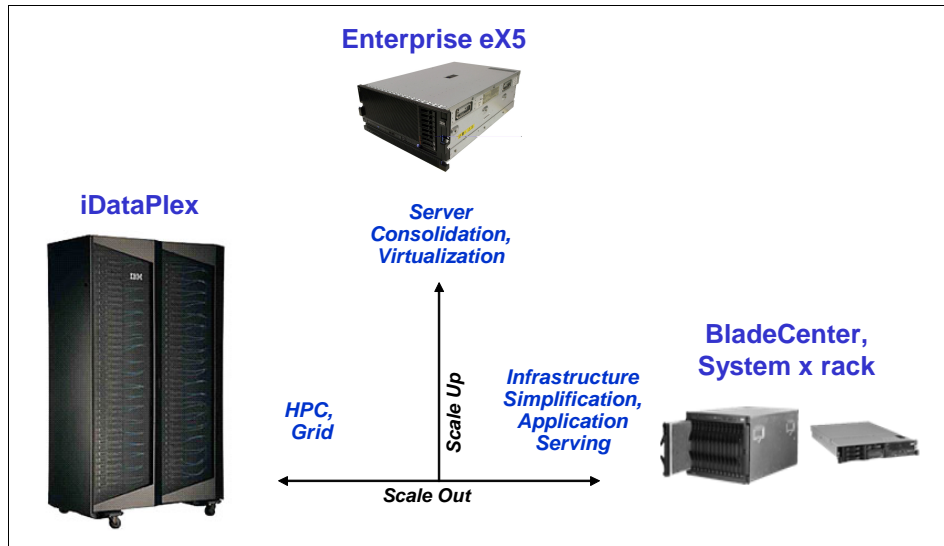 Enterprise eX5
iDataPlex
Server
Consolidation,
Virtualization
BladeCenter,
System x rack
Infrastructure
Simplification,
Application
Serving
HPC,
Grid
Scale Up
Scale Out
IBM